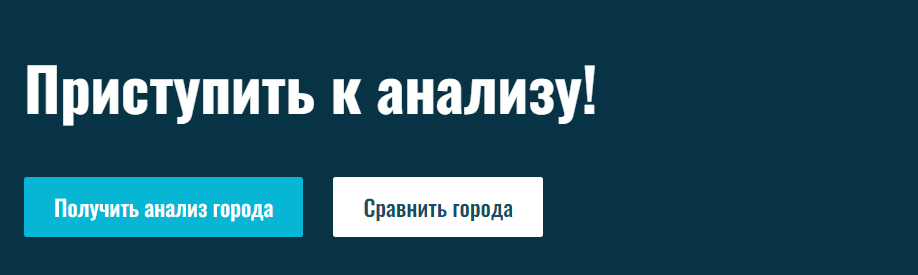 Приступить к анализу!
Получить анализ города
Сравнить города